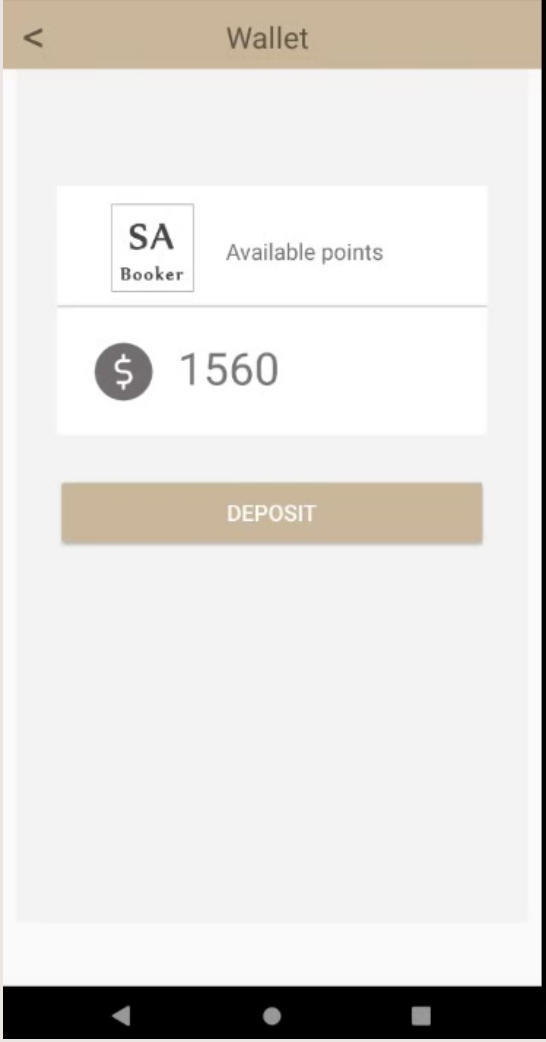 < Wallet
SA
Booker
Available points
$ 1560
DEPOSIT